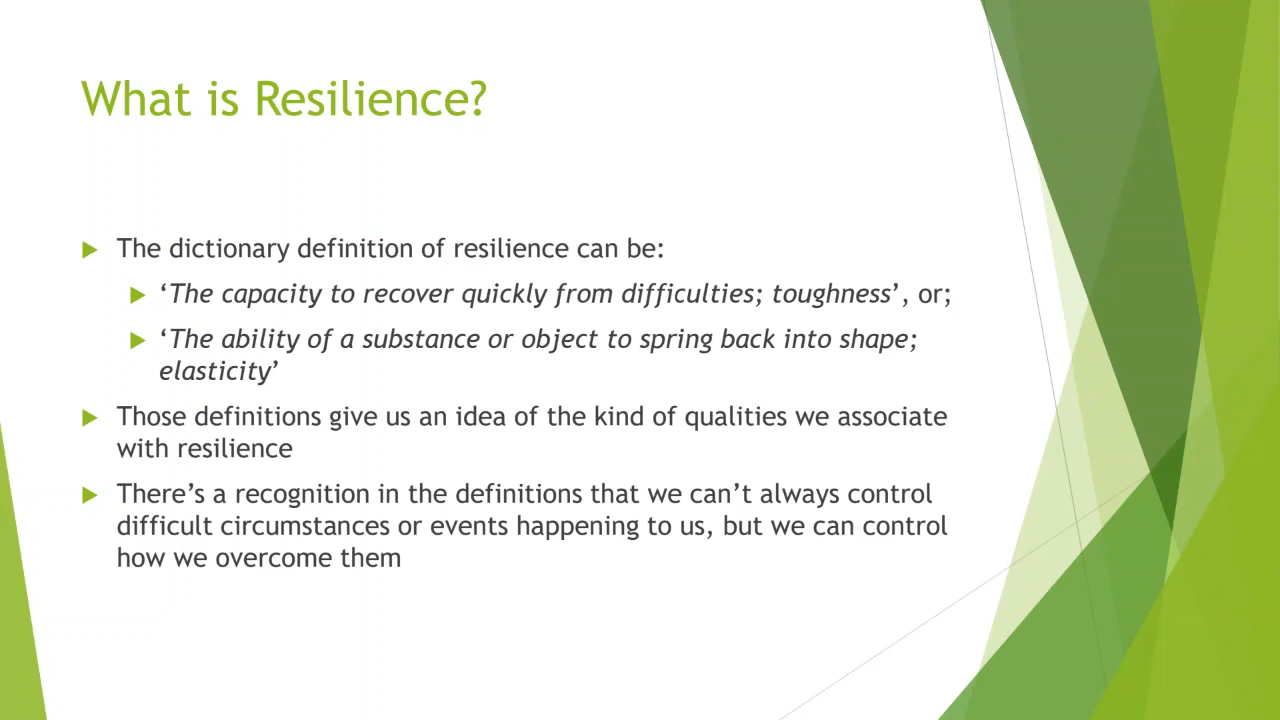 What is Resilience?
The dictionary definition of resilience can be:
‘The capacity to recover quickly from difficulties; toughness’, or;
‘The ability of a substance or object to spring back into shape;
elasticity’
Those definitions give us an idea of the kind of qualities we associate
with resilience
There’s a recognition in the definitions that we can’t always control
difficult circumstances or events happening to us, but we can control
how we overcome them